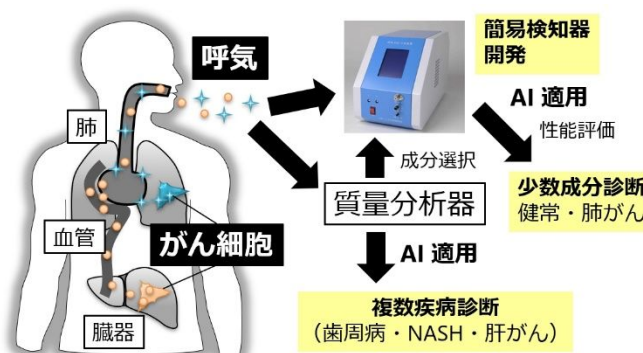 呼気
簡易検知器
開発
肺
AI 適用
性能評価
成分選択
質量分析器
少数成分診断
健常・肺がん
血管
がん細胞
AI 適用
臓器
複数疾病診断
（歯周病・NASH・肝がん）